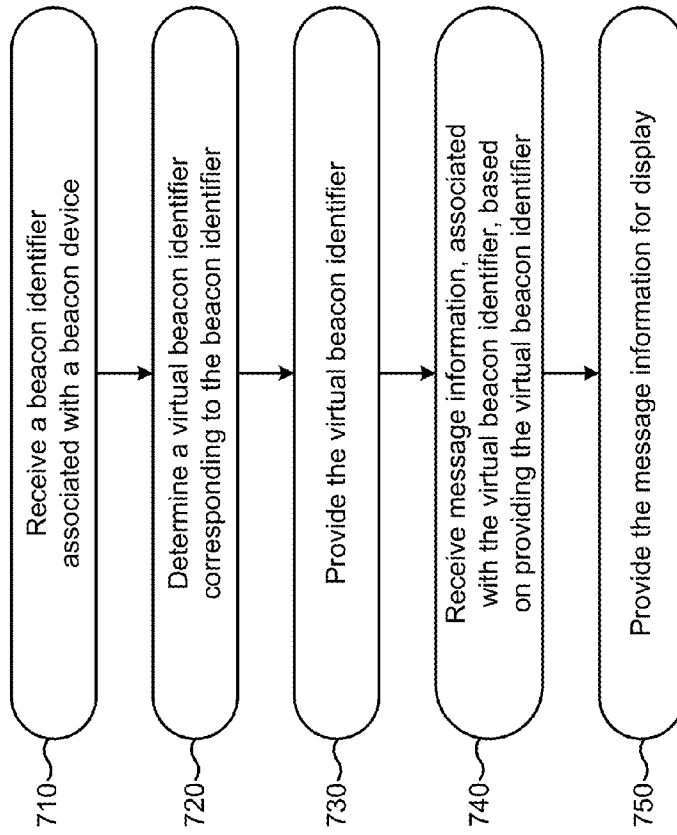 710
Receive a beacon identifier
associated with a beacon device
720
Determine a virtual beacon identifier
corresponding to the beacon identifier
730
Provide the virtual beacon identifier
740
Receive message information, associated
with the virtual beacon identifier, based
on providing the virtual beacon identifier
750
Provide the message information for display